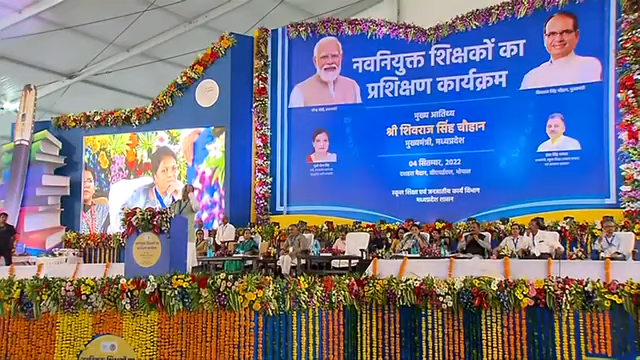 नवनियुक्त शिक्षकों का
प्रशिक्षण कार्यक्रम
मुख्य अतिथि
श्री शिवराज सिंह चौहान
मुख्यमंत्री, मध्यप्रदेश
04 सितम्बर, 2022
स्कूल शिक्षा एवं जनजातीय कार्य विभाग
मध्यप्रदेश शासन